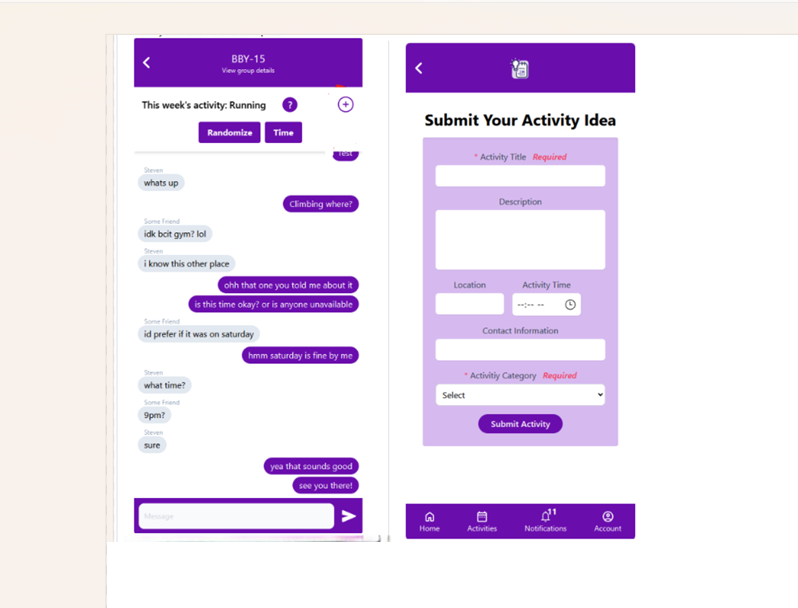 BBY-15
View group details
This week's activity: Running ?
Randomize Time
Test
Steven
whats up
Climbing where?
Some Friend
idk bcit gym? lol
Steven
i know this other place
ohh that one you told me about it
is this time okay? or is anyone unavailable
Some Friend
id prefer if it was on saturday
hmm saturday is fine by me
Steven
what time?
Some Friend
9pm?
Steven
sure
yea that sounds good
see you there!
Message
Submit Your Activity Idea
* Activity Title Required
Description
Location Activity Time
--:-- --
Contact Information
* Activitiy Category Required
Select
Submit Activity
11
Home Activities Notifications Account